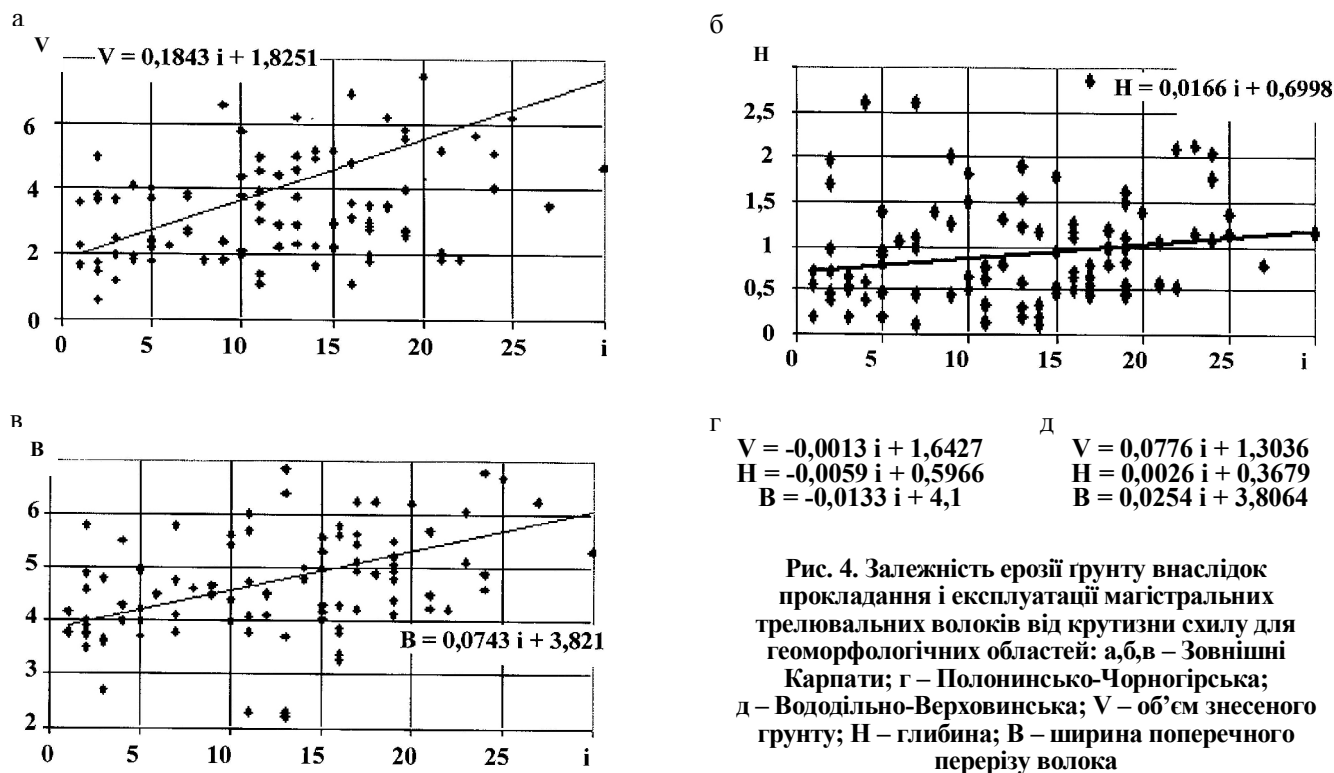 а
V
V = 0,1843 i + 1,8251
6
4
2
0
0 5 10 15 20 25 i
б
H
H = 0,0166 i + 0,6998
2,5
2
1,5
1
0,5
0
0 5 10 15 20 25 i
в
B
6
5
4
3
2
B = 0,0743 i + 3,821
0 5 10 15 20 25 i
г
V = -0,0013 i + 1,6427
H = -0,0059 i + 0,5966
B = -0,0133 i + 4,1
д
V = 0,0776 i + 1,3036
H = 0,0026 i + 0,3679
B = 0,0254 i + 3,8064
Рис. 4. Залежність ерозії ґрунту внаслідок
прокладання і експлуатації магістральних
трелювальних волоків від крутизни схилу для
геоморфологічних областей: а,б,в – Зовнішні
Карпати; г – Полонинсько-Чорногірська;
д – Вододільно-Верховинська; V – об’єм знесеного
грунту; H – глибина; B – ширина поперечного
перерізу волока